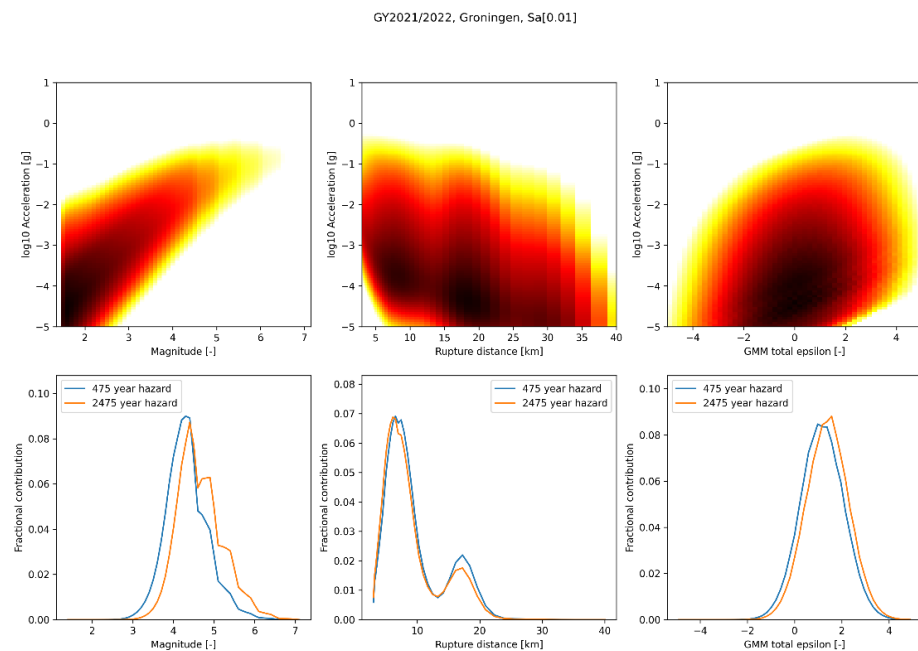 GY2021/2022, Groningen, Sa[0.01]
1
0
−1
−2
−3
−4
−5
log10 Acceleration [g]
2 3 4 5 6 7
Magnitude [-]
1
0
−1
−2
−3
−4
−5
log10 Acceleration [g]
5 10 15 20 25 30 35 40
Rupture distance [km]
1
0
−1
−2
−3
−4
−5
log10 Acceleration [g]
−4 −2 0 2 4
GMM total epsilon [-]
475 year hazard
2475 year hazard
0.10
0.08
0.06
0.04
0.02
0.00
Fractional contribution
2 3 4 5 6 7
Magnitude [-]
475 year hazard
2475 year hazard
0.08
0.07
0.06
0.05
0.04
0.03
0.02
0.01
0.00
Fractional contribution
10 20 30 40
Rupture distance [km]
475 year hazard
2475 year hazard
0.10
0.08
0.06
0.04
0.02
0.00
Fractional contribution
−4 −2 0 2 4
GMM total epsilon [-]